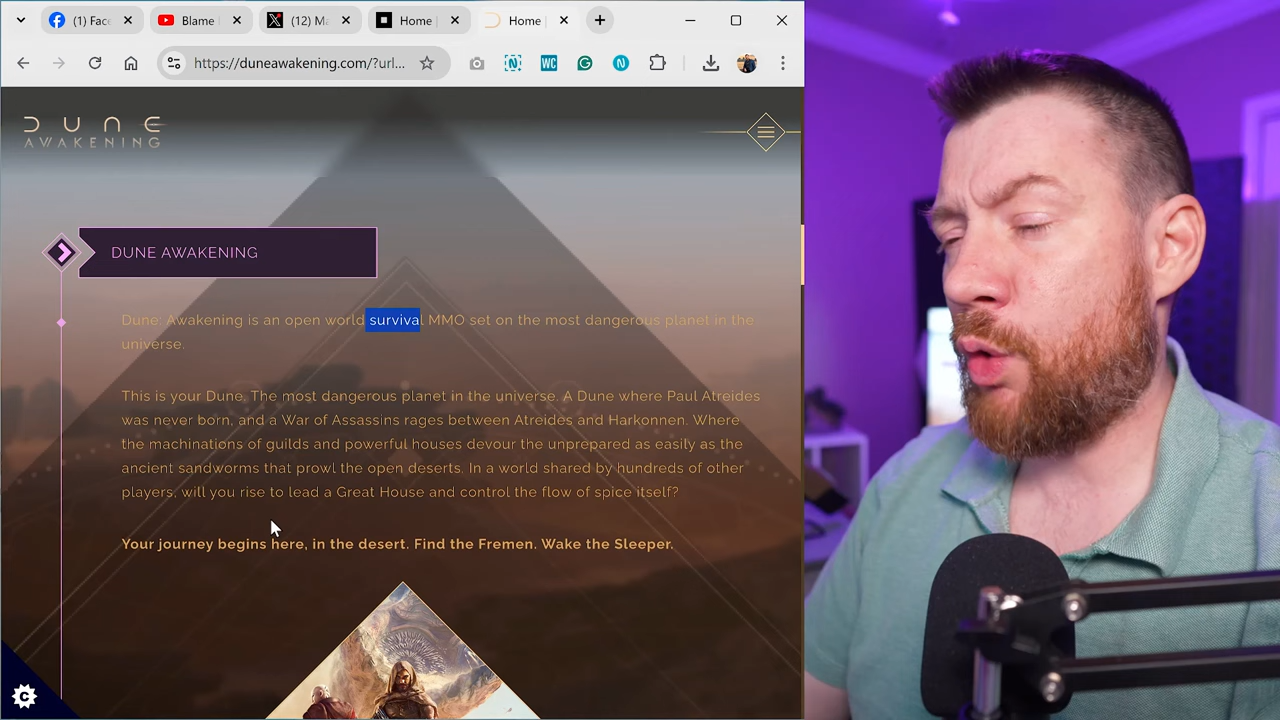 (1) Fac
Blame
(12) Ma
Home
Home
https://duneawakening.com/?url...
WC
DUNE
AWAKENING
DUNE AWAKENING
Dune: Awakening is an open world survival MMO set on the most dangerous planet in the
universe.
This is your Dune. The most dangerous planet in the universe. A Dune where Paul Atreides
was never born, and a War of Assassins rages between Atreides and Harkonnen. Where
the machinations of guilds and powerful houses devour the unprepared as easily as the
ancient sandworms that prowl the open deserts. In a world shared by hundreds of other
players, will you rise to lead a Great House and control the flow of spice itself?
Your journey begins here, in the desert. Find the Fremen. Wake the Sleeper.